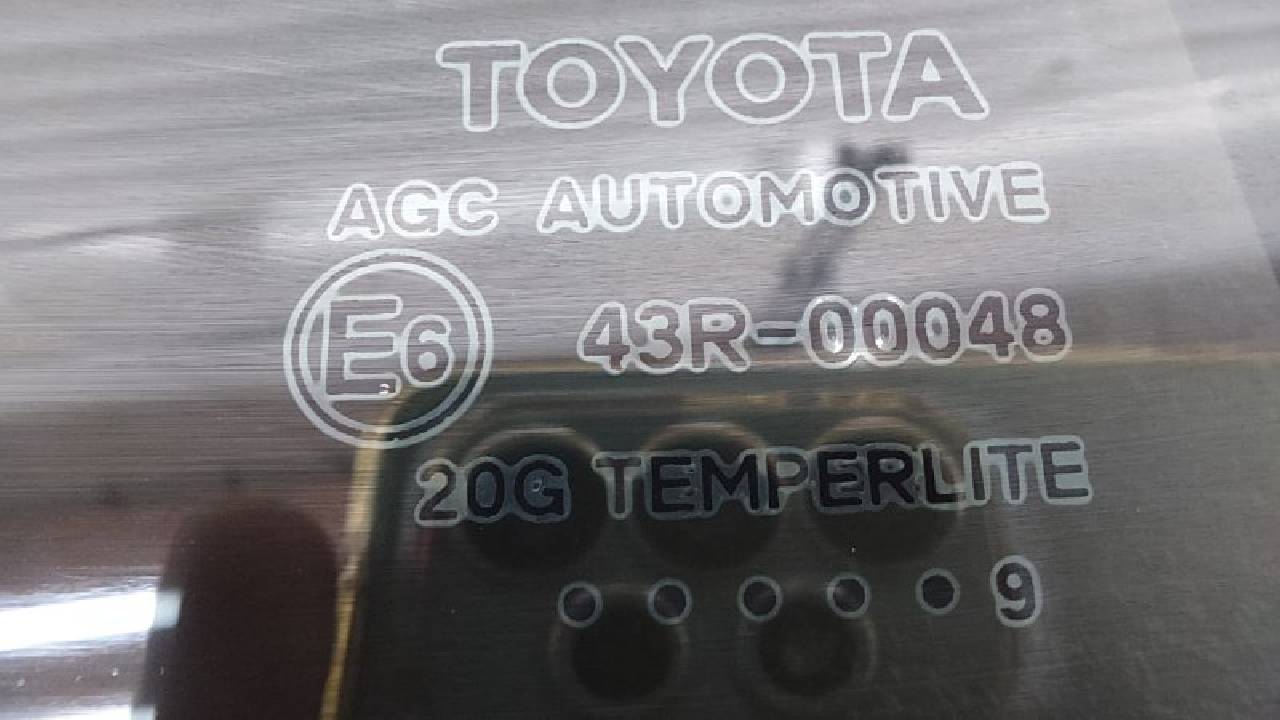 TOYOTA
AGC AUTOMOTIVE
E6 43R-00048
20G TEMPERLITE
• • • • • 9